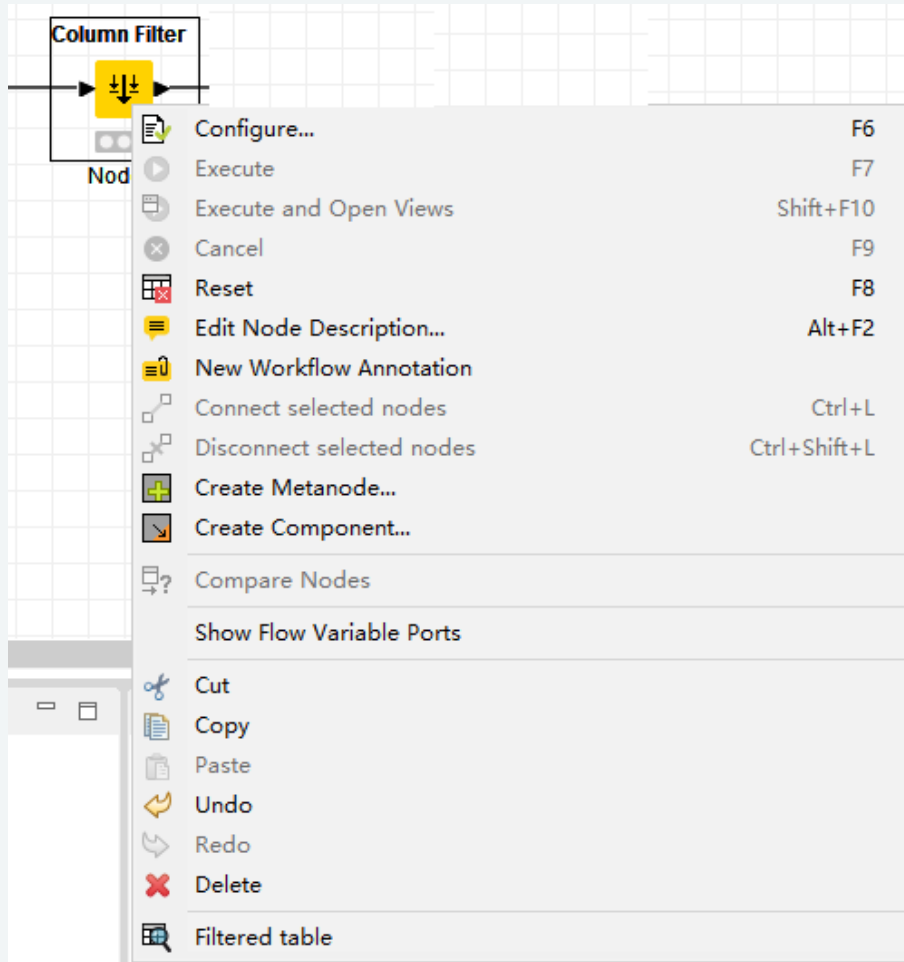 Column Filter
Nod
Configure... F6
Execute F7
Execute and Open Views Shift+F10
Cancel F9
Reset F8
Edit Node Description... Alt+F2
New Workflow Annotation
Connect selected nodes Ctrl+L
Disconnect selected nodes Ctrl+Shift+L
Create Metanode...
Create Component...
Compare Nodes
Show Flow Variable Ports
Cut
Copy
Paste
Undo
Redo
Delete
Filtered table